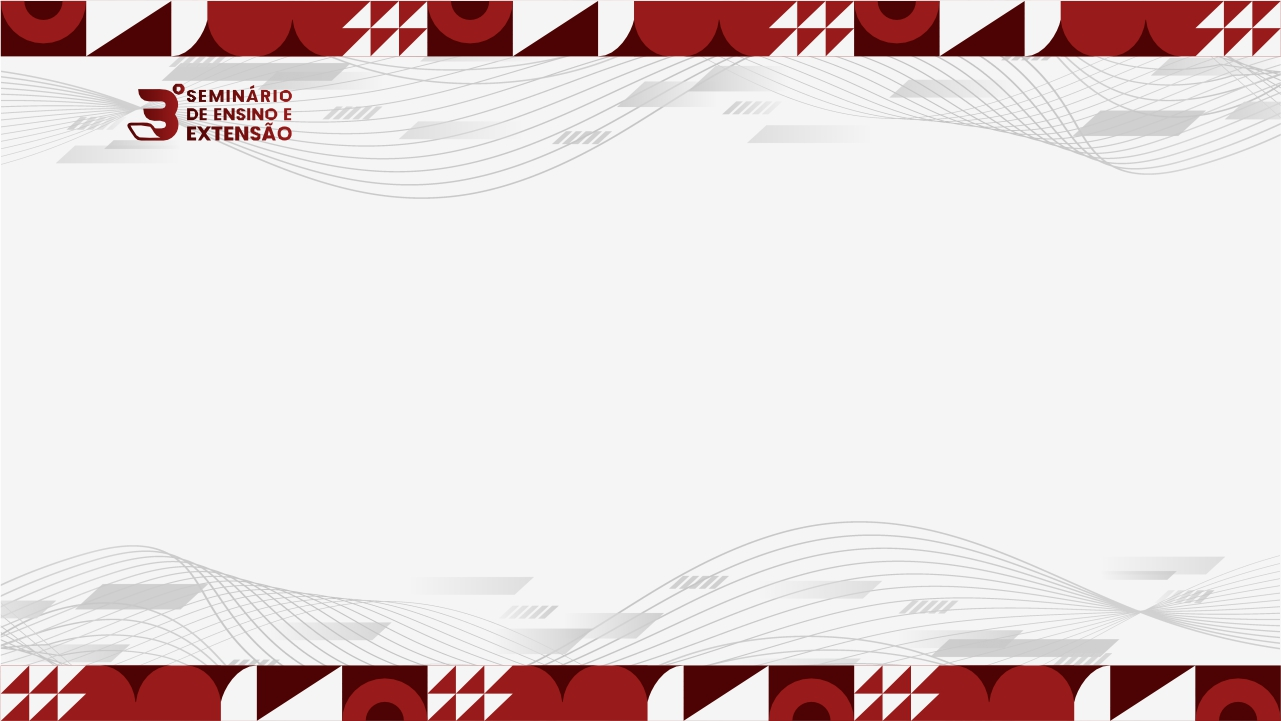 3º SEMINÁRIO
DE ENSINO E
EXTENSÃO